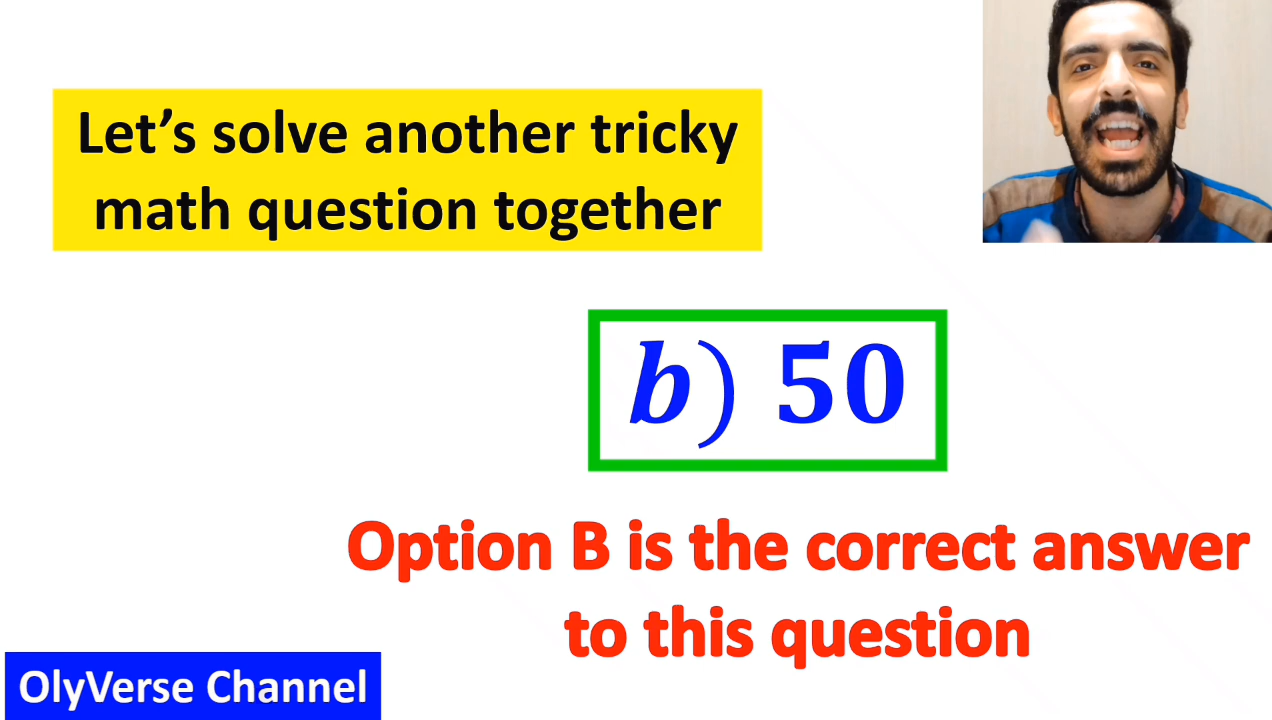 Let’s solve another tricky
math question together
b) 50
Option B is the correct answer
to this question
OlyVerse Channel